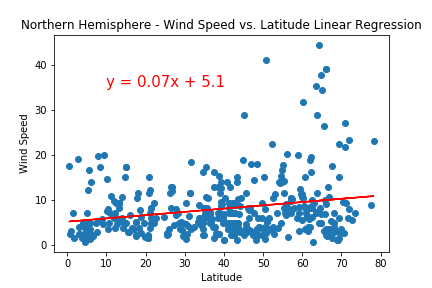 Northern Hemisphere - Wind Speed vs. Latitude Linear Regression
y = 0.07x + 5.1
40
30
20
10
0
Wind Speed
0 10 20 30 40 50 60 70 80
Latitude